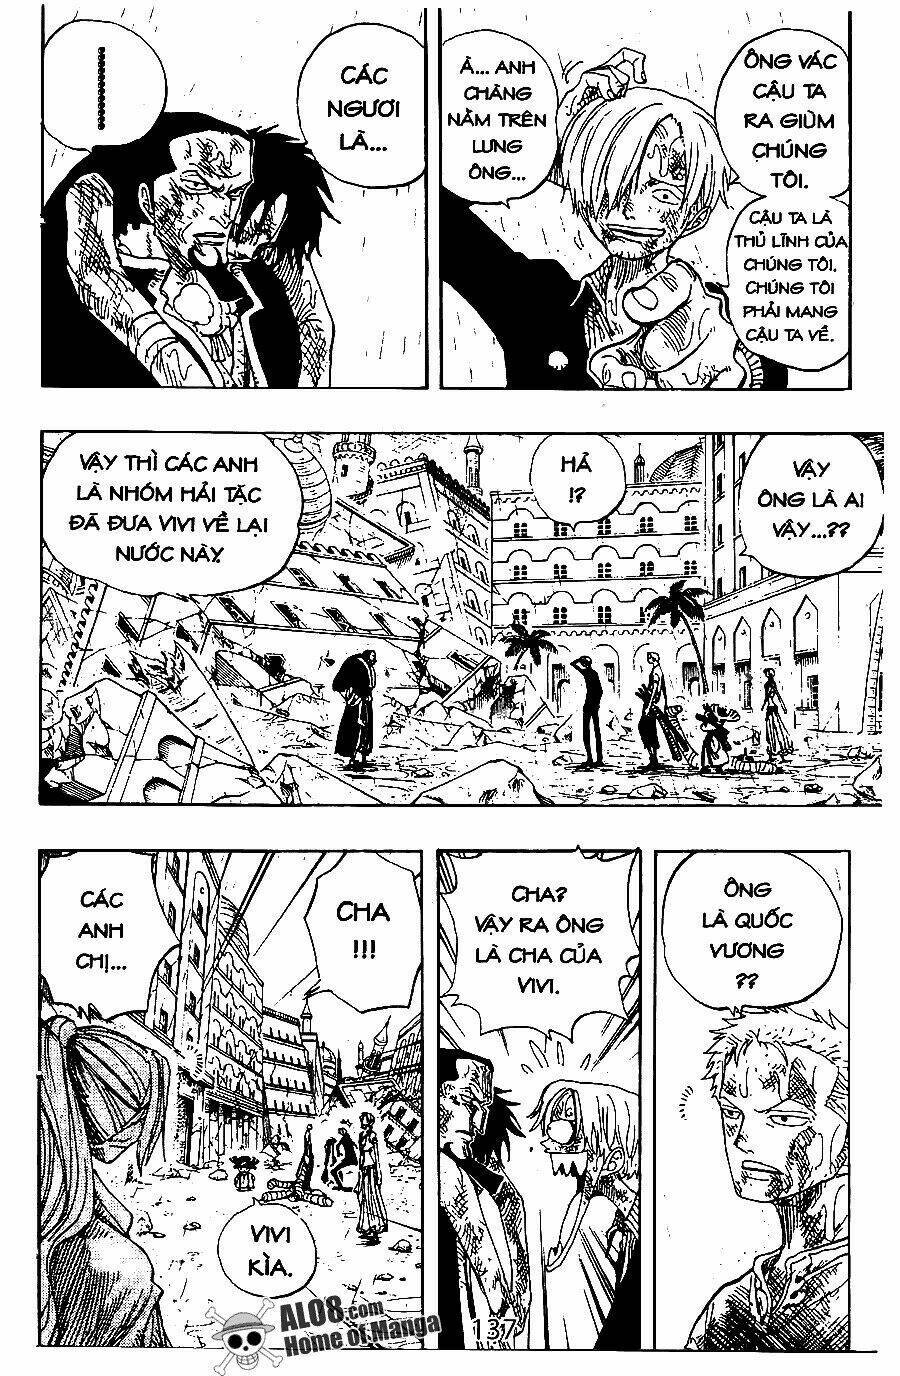 ÔNG VÁC
CẬU TA
RA GIÙM
CHÚNG
TÔI.
CẬU TA LÀ
THỦ LĨNH CỦA
CHÚNG TÔI.
CHÚNG TÔI
PHẢI MANG
CẬU TA VỀ.
À... ANH
CHÀNG
NẰM TRÊN
LƯNG
ÔNG...
CÁC
NGƯƠI
LÀ...
VẬY
ÔNG LÀ AI
VẬY...??
HẢ
!?
VẬY THÌ CÁC ANH
LÀ NHÓM HẢI TẶC
ĐÃ ĐƯA VIVI VỀ LẠI
NƯỚC NÀY.
ÔNG
LÀ QUỐC
VƯƠNG
??
CHA?
VẬY RA ÔNG
LÀ CHA CỦA
VIVI.
CHA
!!!
CÁC
ANH
CHỊ...
VIVI
KÌA.
ALO8.com
Home of Manga
137